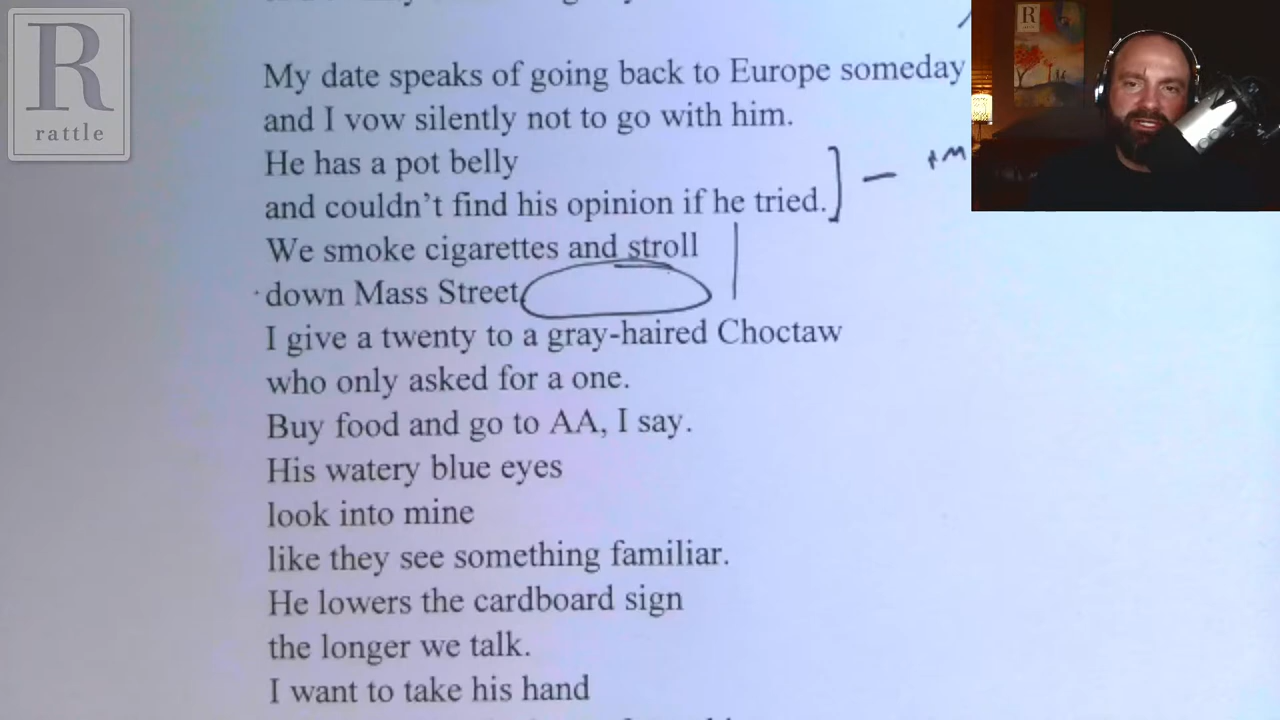 R
rattle
My date speaks of going back to Europe someday
and I vow silently not to go with him.
He has a pot belly
and couldn't find his opinion if he tried.
We smoke cigarettes and stroll
down Mass Street
I give a twenty to a gray-haired Choctaw
who only asked for a one.
Buy food and go to AA, I say.
His watery blue eyes
look into mine
like they see something familiar.
He lowers the cardboard sign
the longer we talk.
I want to take his hand